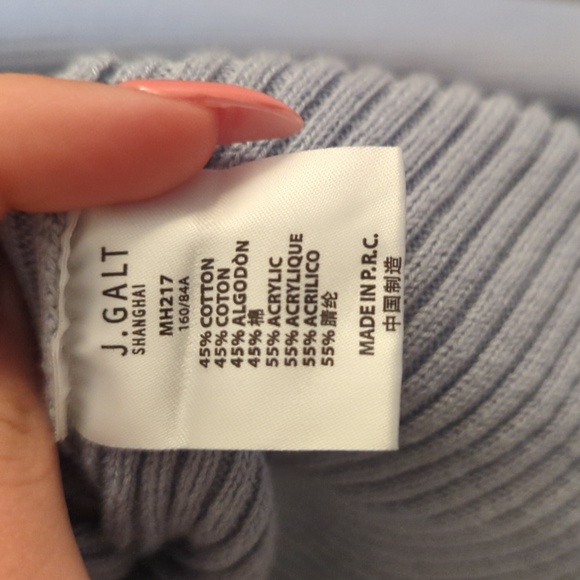 J.GALT
SHANGHAI
MH217
160/84A
45% COTTON
45% COTON
45% ALGODÒN
45% 棉
55% ACRYLIC
55% ACRYLIQUE
55% ACRILICO
55% 腈纶
MADE IN P.R.C.
中国制造